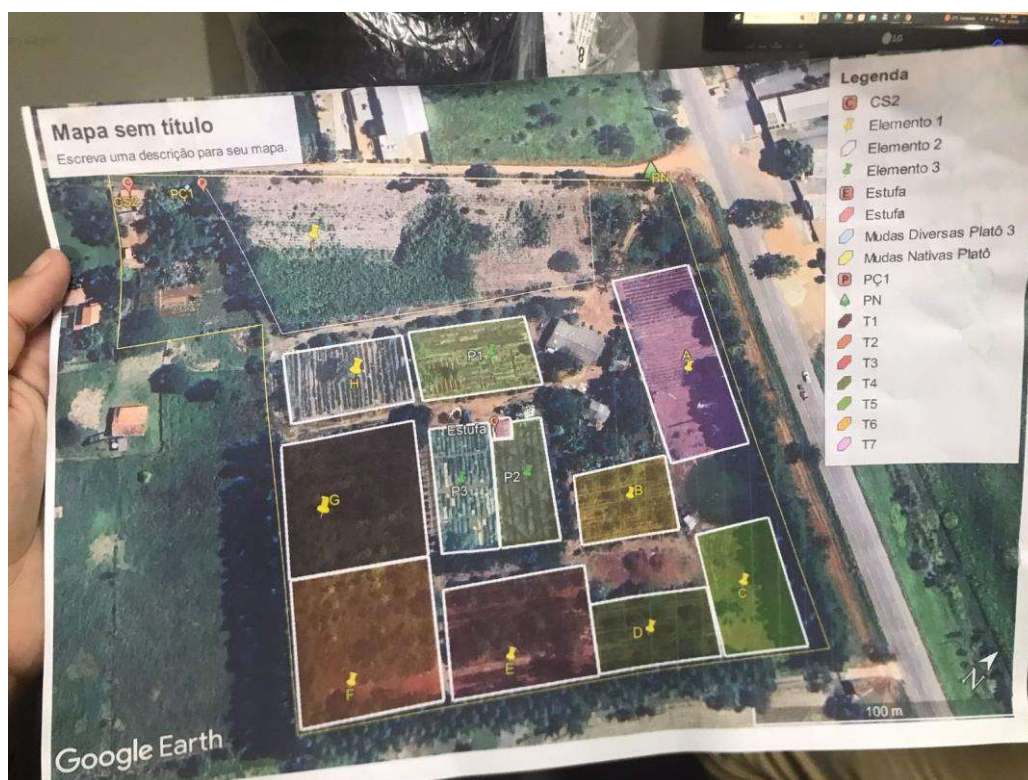 LG
Mapa sem título
Escreva uma descrição para seu mapa.
Legenda
C CS2
Elemento 1
Elemento 2
Elemento 3
E Estufa
Estufa
Mudas Diversas Platô 3
Mudas Nativas Platô
P PÇ1
PN
T1
T2
T3
T4
T5
T6
T7
CS2
PÇ1
PN
H
P1
A
Estufa
G
P3
P2
B
C
F
E
D
N
100 m
Google Earth